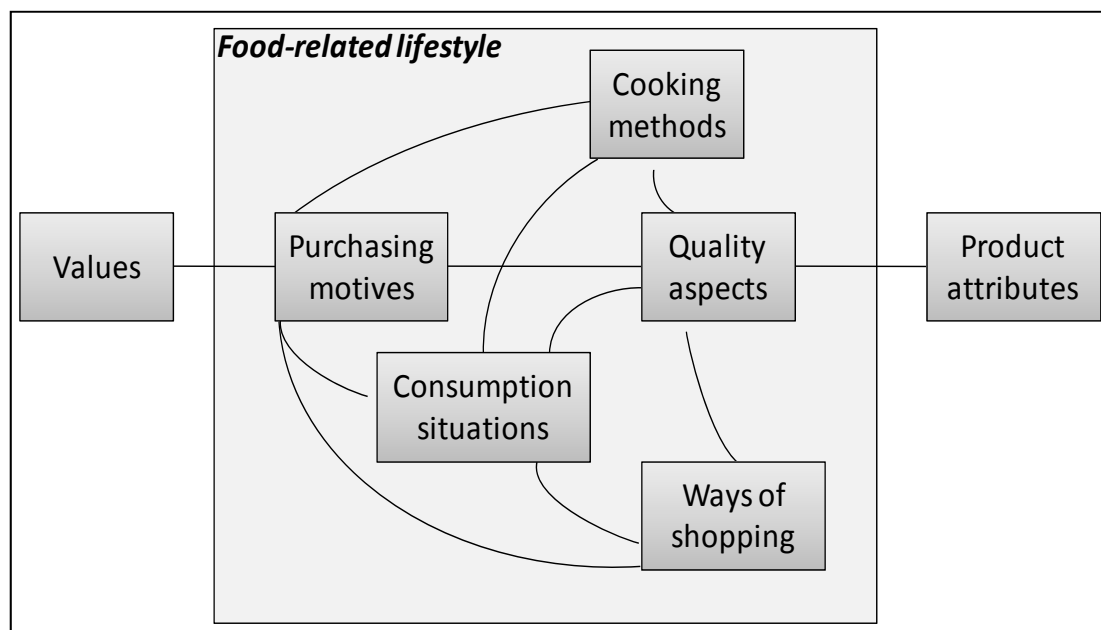 Food-related lifestyle
Cooking
methods
Values
Purchasing
motives
Quality
aspects
Product
attributes
Consumption
situations
Ways of
shopping